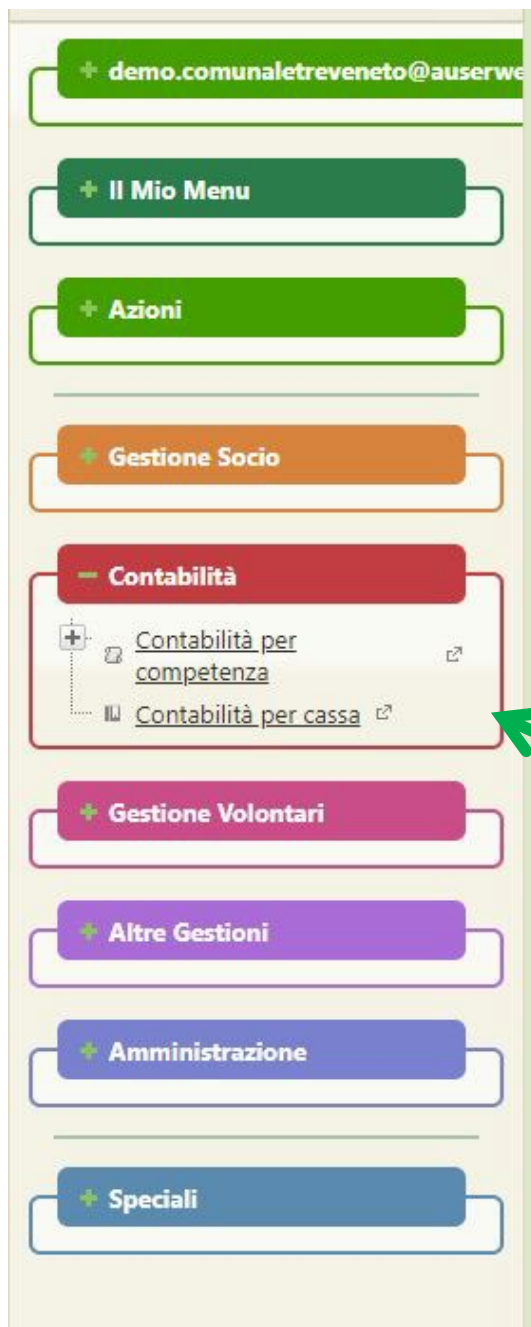 demo.comunaletreveneto@auserwe
Il Mio Menu
Azioni
Gestione Socio
Contabilità
Contabilità per
competenza
Contabilità per cassa
Gestione Volontari
Altre Gestioni
Amministrazione
Speciali